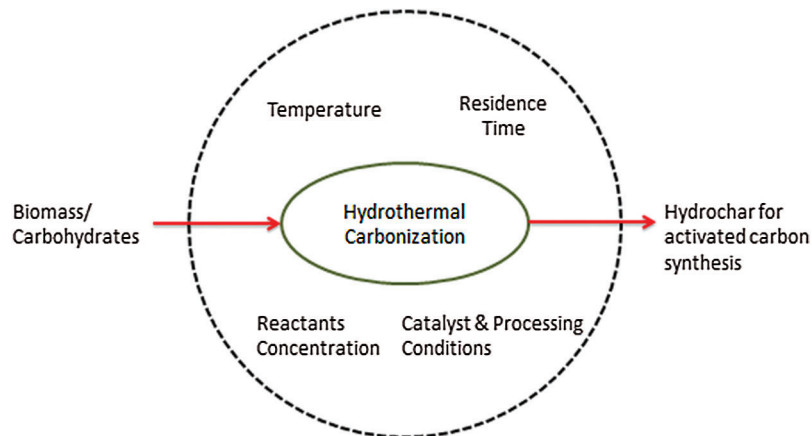 Temperature
Residence
Time
Biomass/
Carbohydrates
Hydrothermal
Carbonization
Hydrochar for
activated carbon
synthesis
Reactants
Concentration
Catalyst & Processing
Conditions